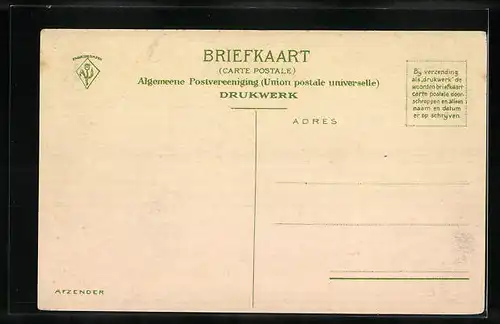 BRIEFKAART
(CARTE POSTALE)
Algemeene Postvereeniging (Union postale universelle)
DRUKWERK
ADRES
Bij verzending
als „drukwerk” de
woorden briefkaart
carte postale door-
schrappen en alleen
naam en datum
er op schrijven.
AFZENDER